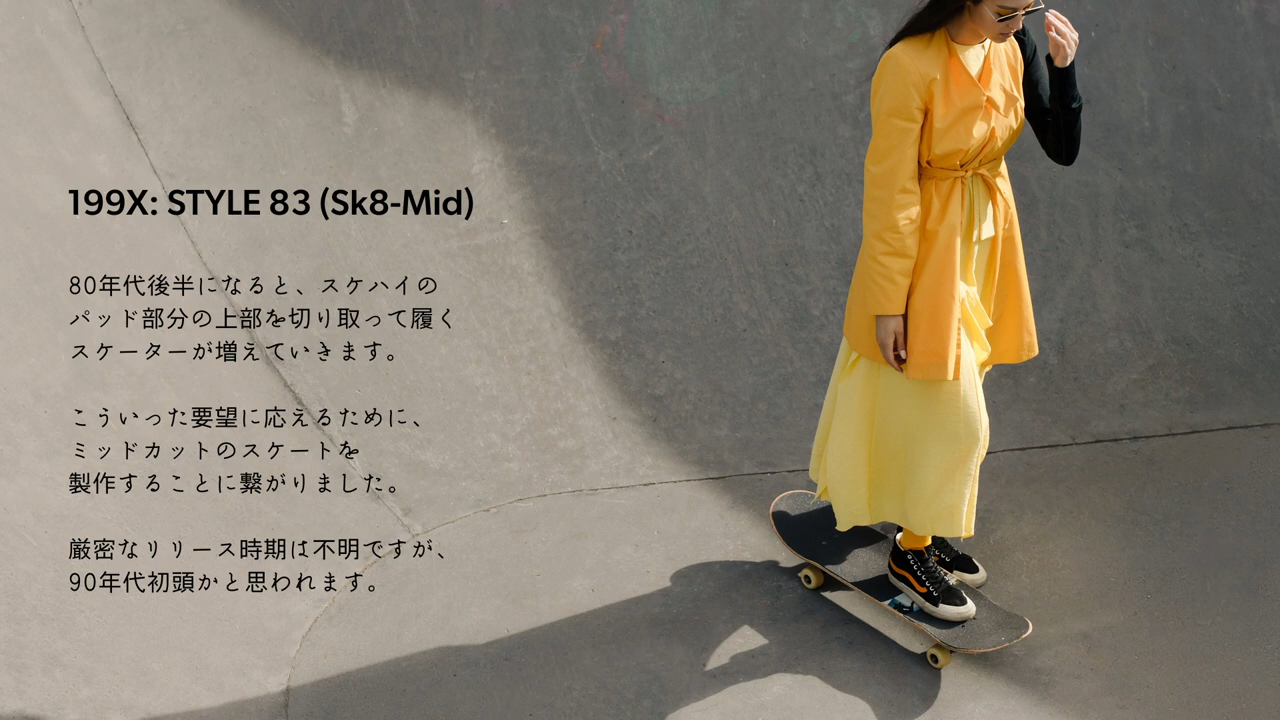 199X: STYLE 83 (Sk8-Mid)
80年代後半になると、スケハイの
パッド部分の上部を切り取って履く
スケーターが増えていきます。
こういった要望に応えるために、
ミッドカットのスケートを
製作することに繋がりました。
厳密なリリース時期は不明ですが、
90年代初頭かと思われます。